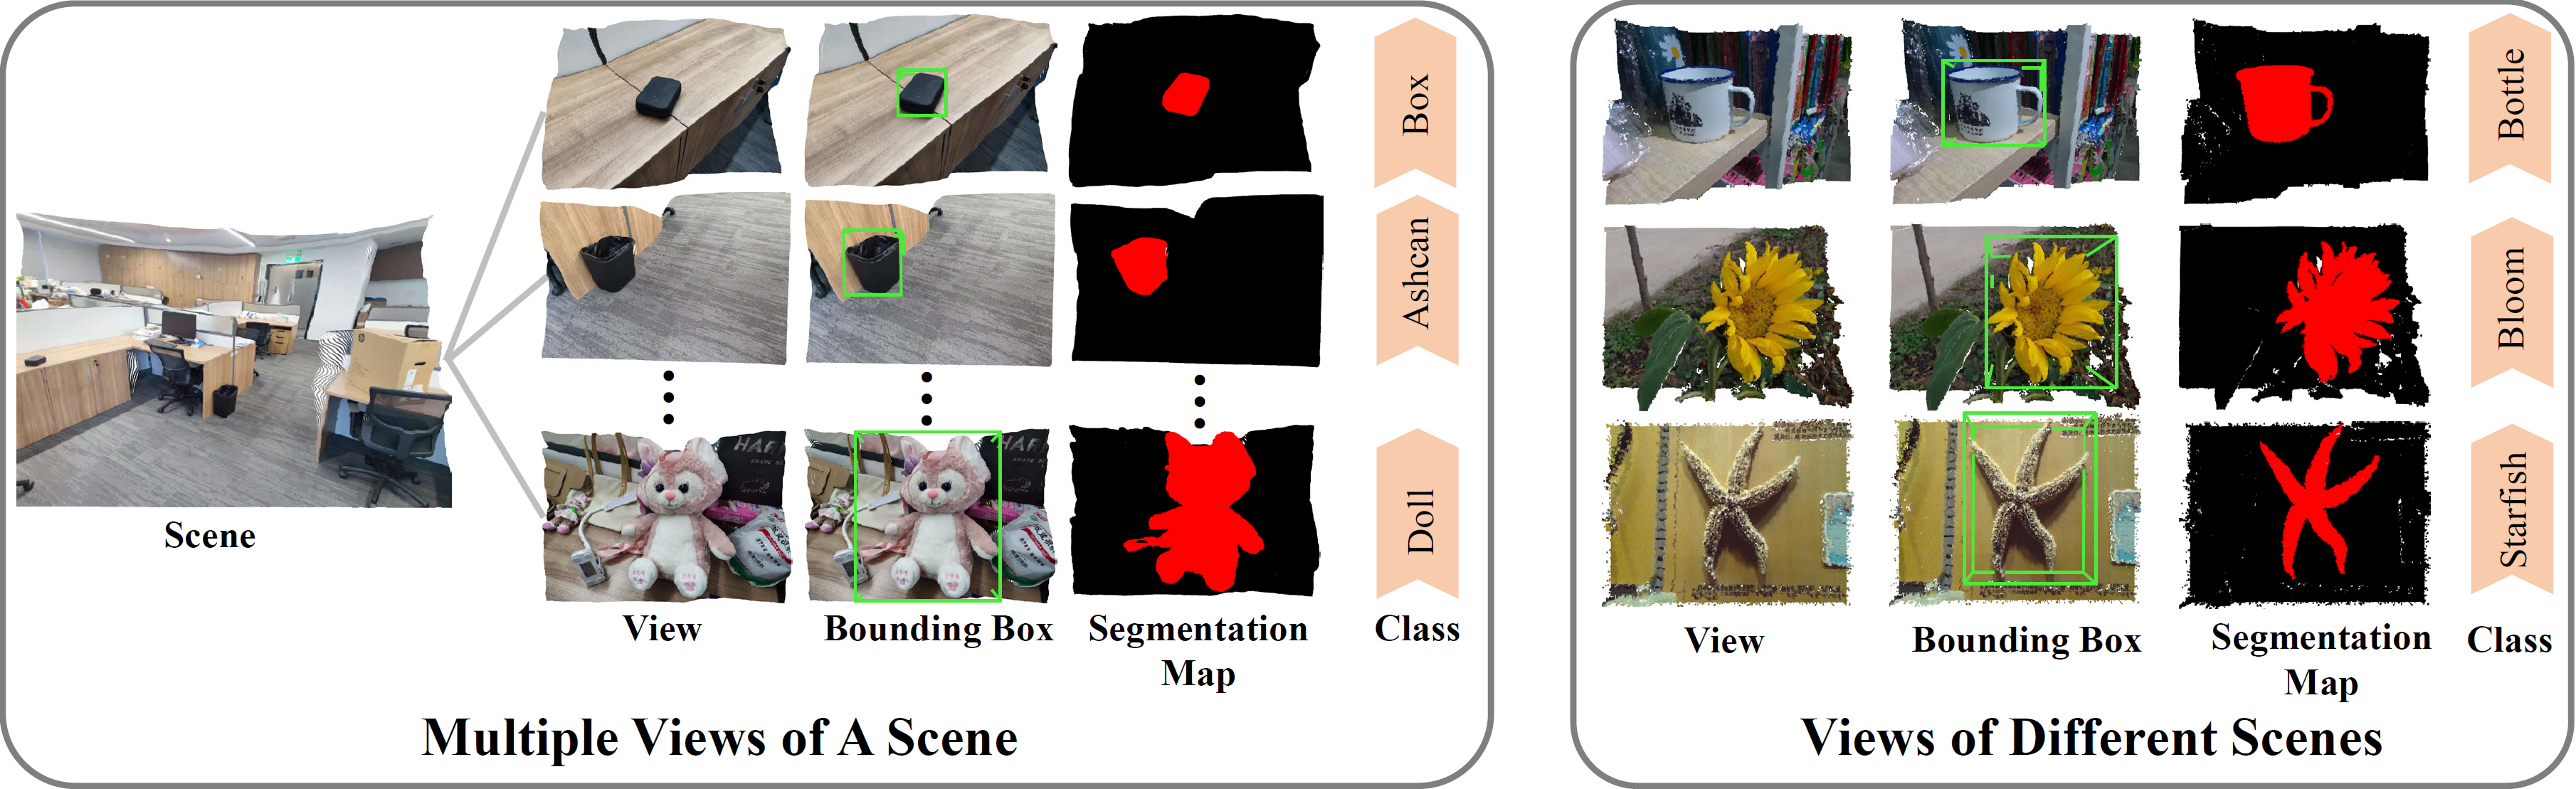 Box
Ashcan
Doll
Scene
View
Bounding Box
Segmentation
Map
Class
Multiple Views of A Scene
Bottle
Bloom
Starfish
View
Bounding Box
Segmentation
Map
Class
Views of Different Scenes